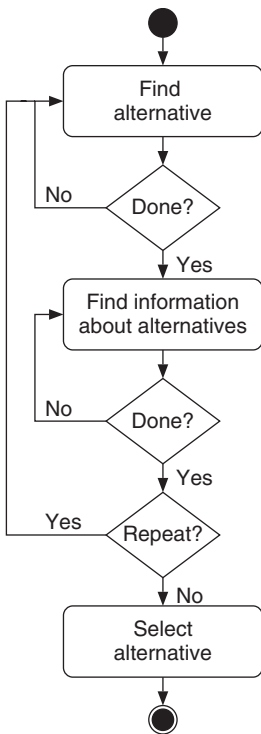 Find
alternative
No
Done?
Yes
Find information
about alternatives
No
Done?
Yes
Yes
Repeat?
No
Select
alternative